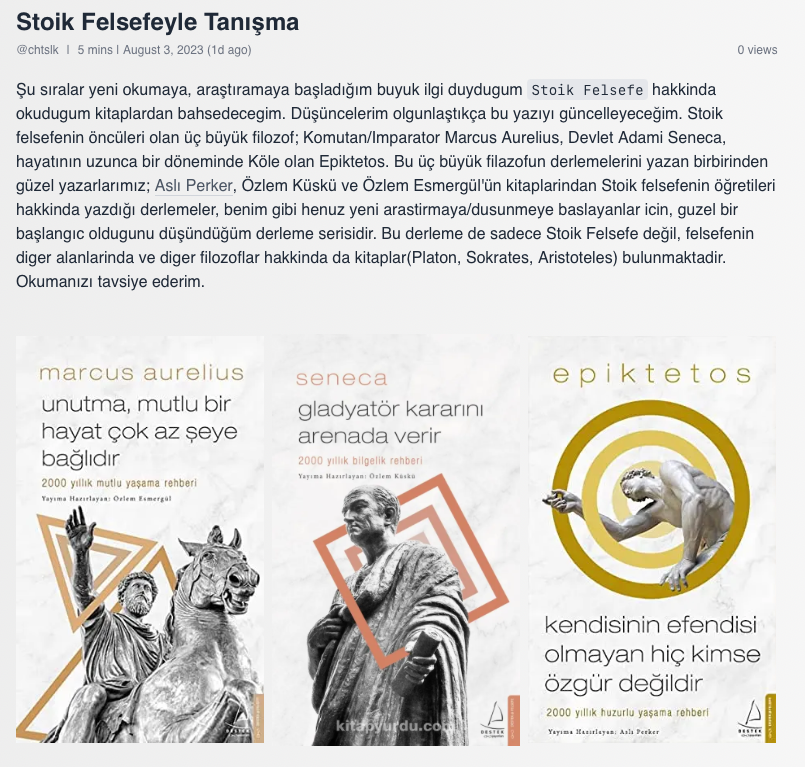 Stoik Felsefeyle Tanışma
@chtslk | 5 mins | August 3, 2023 (1d ago)
0 views
Şu sıralar yeni okumaya, araştıramaya başladığım buyuk ilgi duydugum Stoik Felsefe hakkinda
okudugum kitaplardan bahsedecegim. Düşüncelerim olgunlaştıkça bu yazıyı güncelleyeceğim. Stoik
felsefenin öncüleri olan üç büyük filozof; Komutan/Imparator Marcus Aurelius, Devlet Adami Seneca,
hayatının uzunca bir döneminde Köle olan Epiktetos. Bu üç büyük filazofun derlemelerini yazan birbirinden
güzel yazarlarımız; Aslı Perker, Özlem Küskü ve Özlem Esmergül'ün kitaplarindan Stoik felsefenin öğretileri
hakkinda yazdığı derlemeler, benim gibi henuz yeni arastirmaya/dusunmeye baslayanlar icin, guzel bir
başlangıc oldugunu düşündüğüm derleme serisidir. Bu derleme de sadece Stoik Felsefe değil, felsefenin
diger alanlarinda ve diger filozoflar hakkinda da kitaplar(Platon, Sokrates, Aristoteles) bulunmaktadir.
Okumanızı tavsiye ederim.
marcus aurelius
unutma, mutlu bir
hayat çok az şeye
bağlıdır
2000 yıllık mutlu yaşama rehberi
Yayıma Hazırlayan: Özlem Esmergül
seneca
gladyatör kararını
arenada verir
2000 yıllık bilgelik rehberi
Yayıma Hazırlayan: Özlem Küskü
kitapyurdu.com
DESTEK
epiktetos
kendisinin efendisi
olmayan hiç kimse
özgür değildir
2000 yıllık huzurlu yaşama rehberi
Yayıma Hazırlayan: Aslı Perker
DESTEK
DESTEK